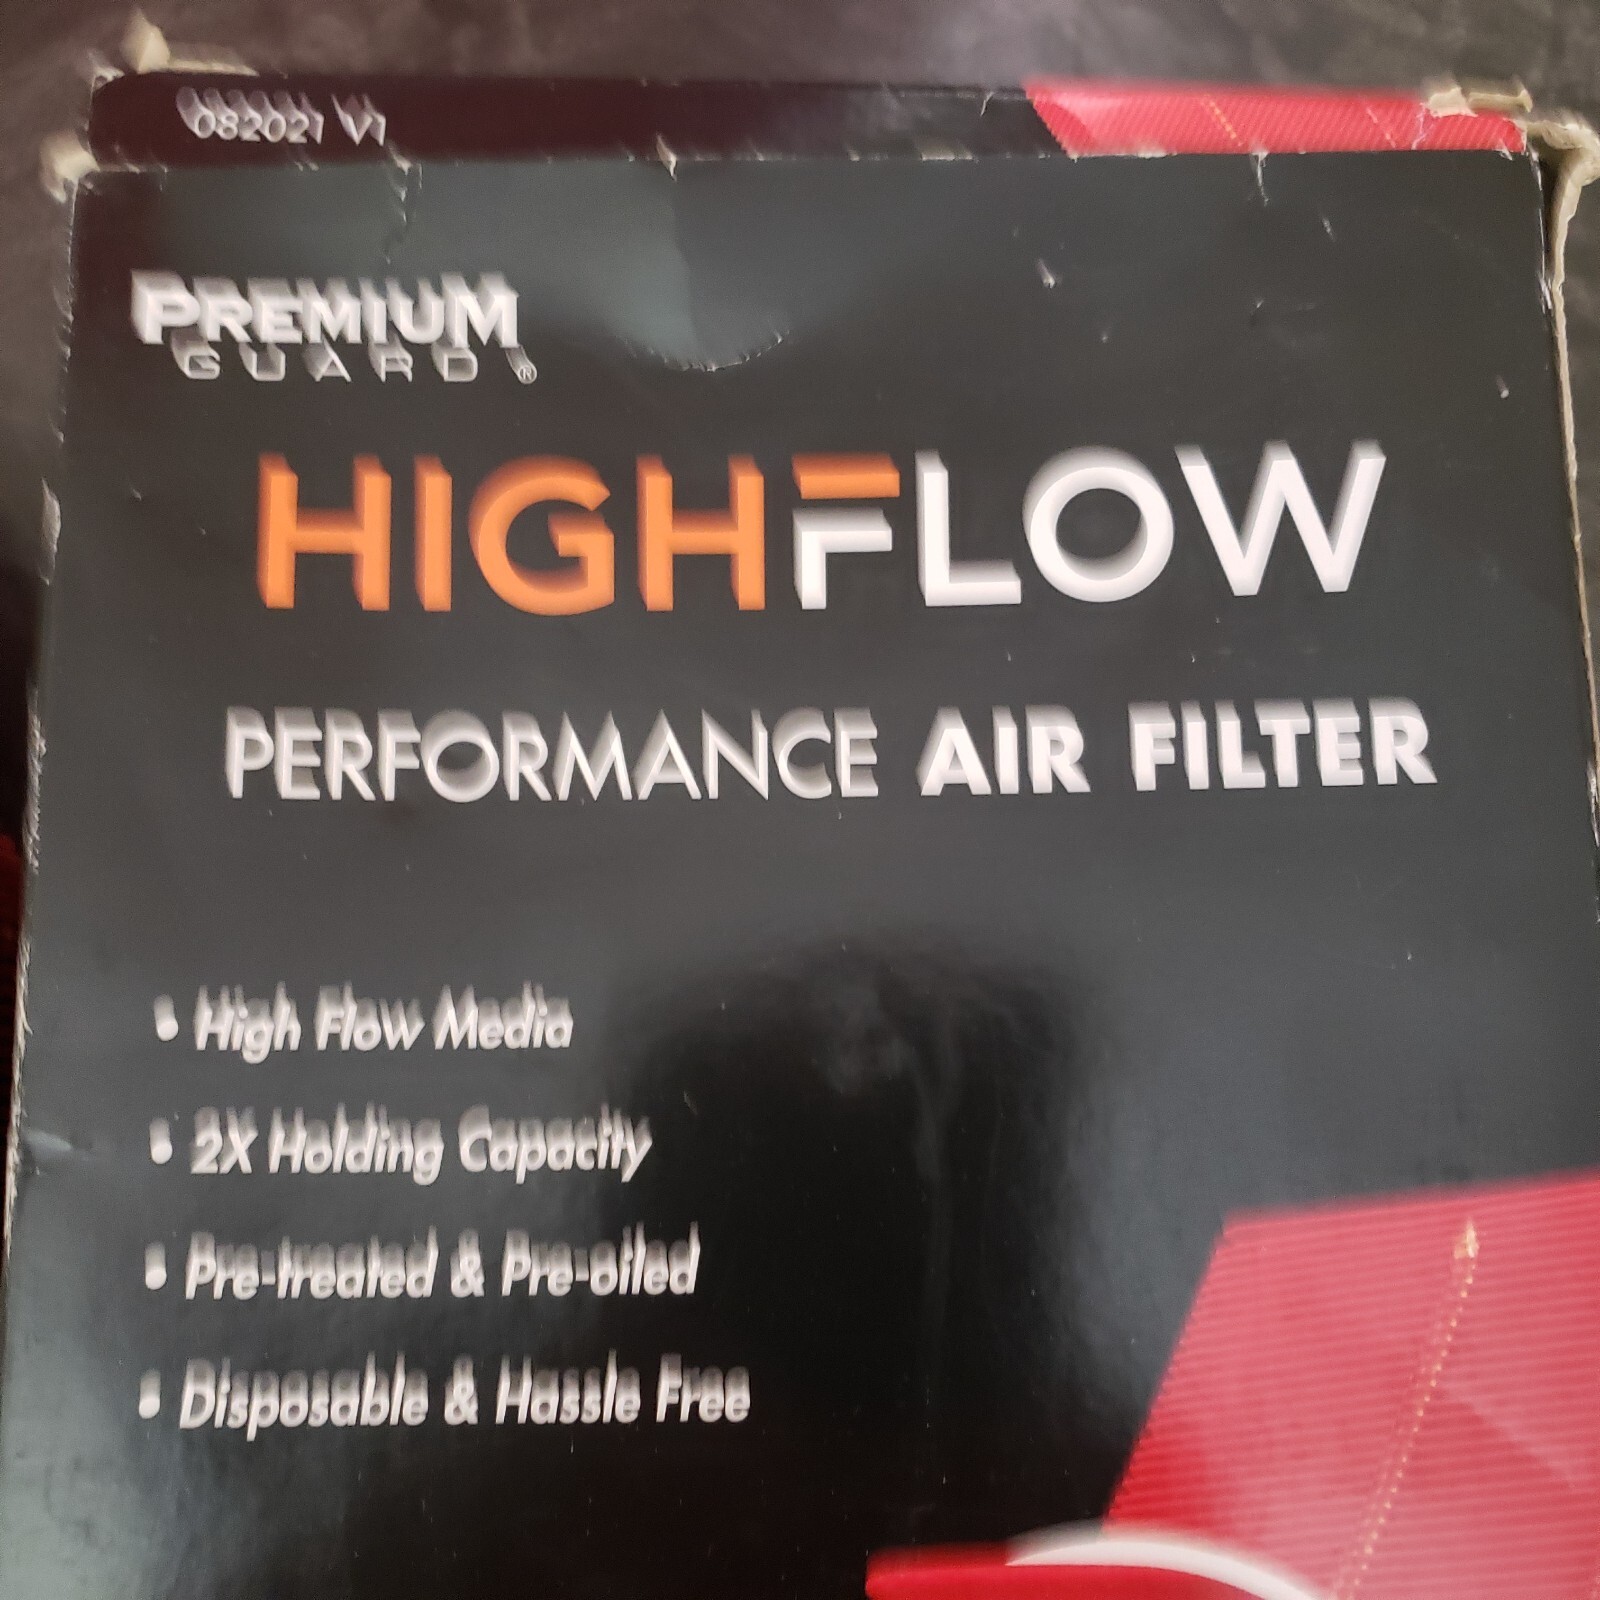 082021 V1
PREMIUM
GUARD®
HIGHFLOW
PERFORMANCE AIR FILTER
• High Flow Media
• 2X Holding Capacity
• Pre-treated & Pre-oiled
• Disposable & Hassle Free